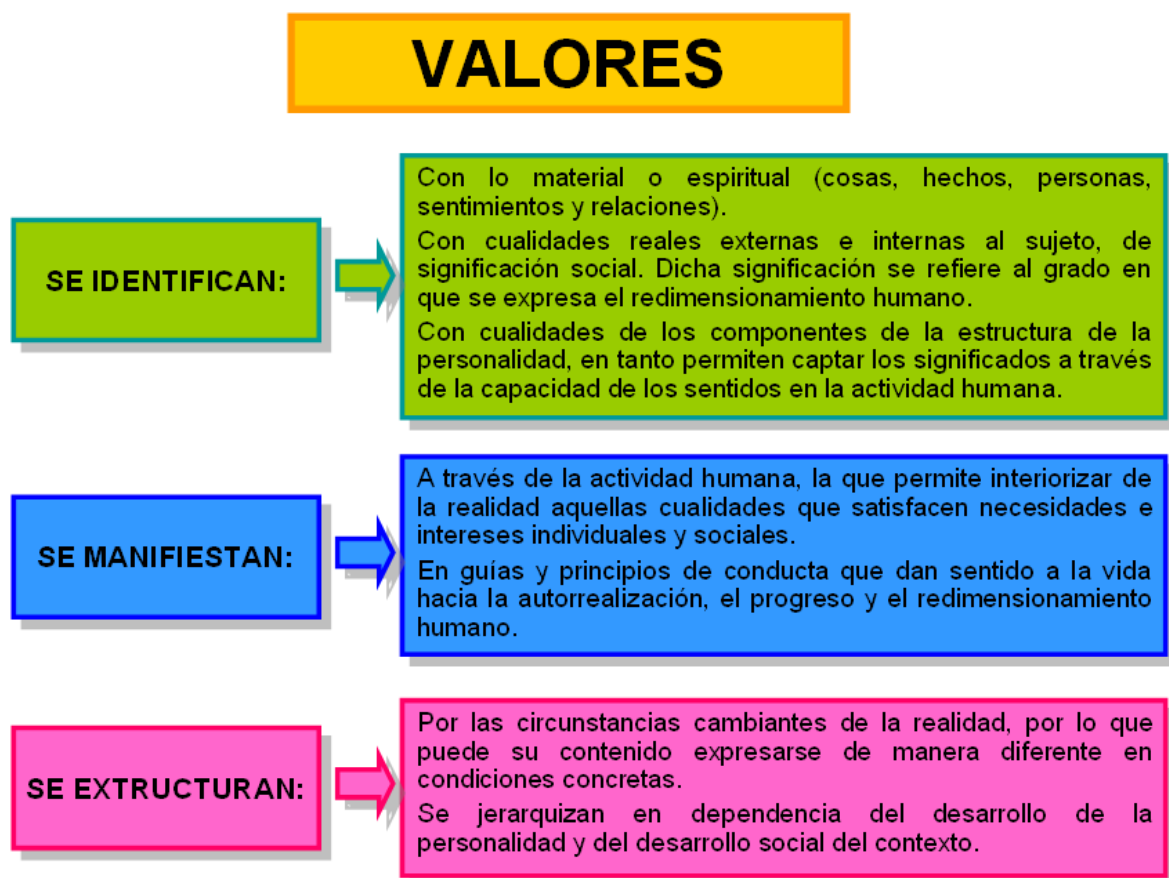 VALORES
SE IDENTIFICAN:
Con lo material o espiritual (cosas, hechos, personas,
sentimientos y relaciones).
Con cualidades reales externas e internas al sujeto, de
significación social. Dicha significación se refiere al grado en
que se expresa el redimensionamiento humano.
Con cualidades de los componentes de la estructura de la
personalidad, en tanto permiten captar los significados a través
de la capacidad de los sentidos en la actividad humana.
SE MANIFIESTAN:
A través de la actividad humana, la que permite interiorizar de
la realidad aquellas cualidades que satisfacen necesidades e
intereses individuales y sociales.
En guías y principios de conducta que dan sentido a la vida
hacia la autorrealización, el progreso y el redimensionamiento
humano.
SE EXTRUCTURAN:
Por las circunstancias cambiantes de la realidad, por lo que
puede su contenido expresarse de manera diferente en
condiciones concretas.
Se jerarquizan en dependencia del desarrollo de la
personalidad y del desarrollo social del contexto.